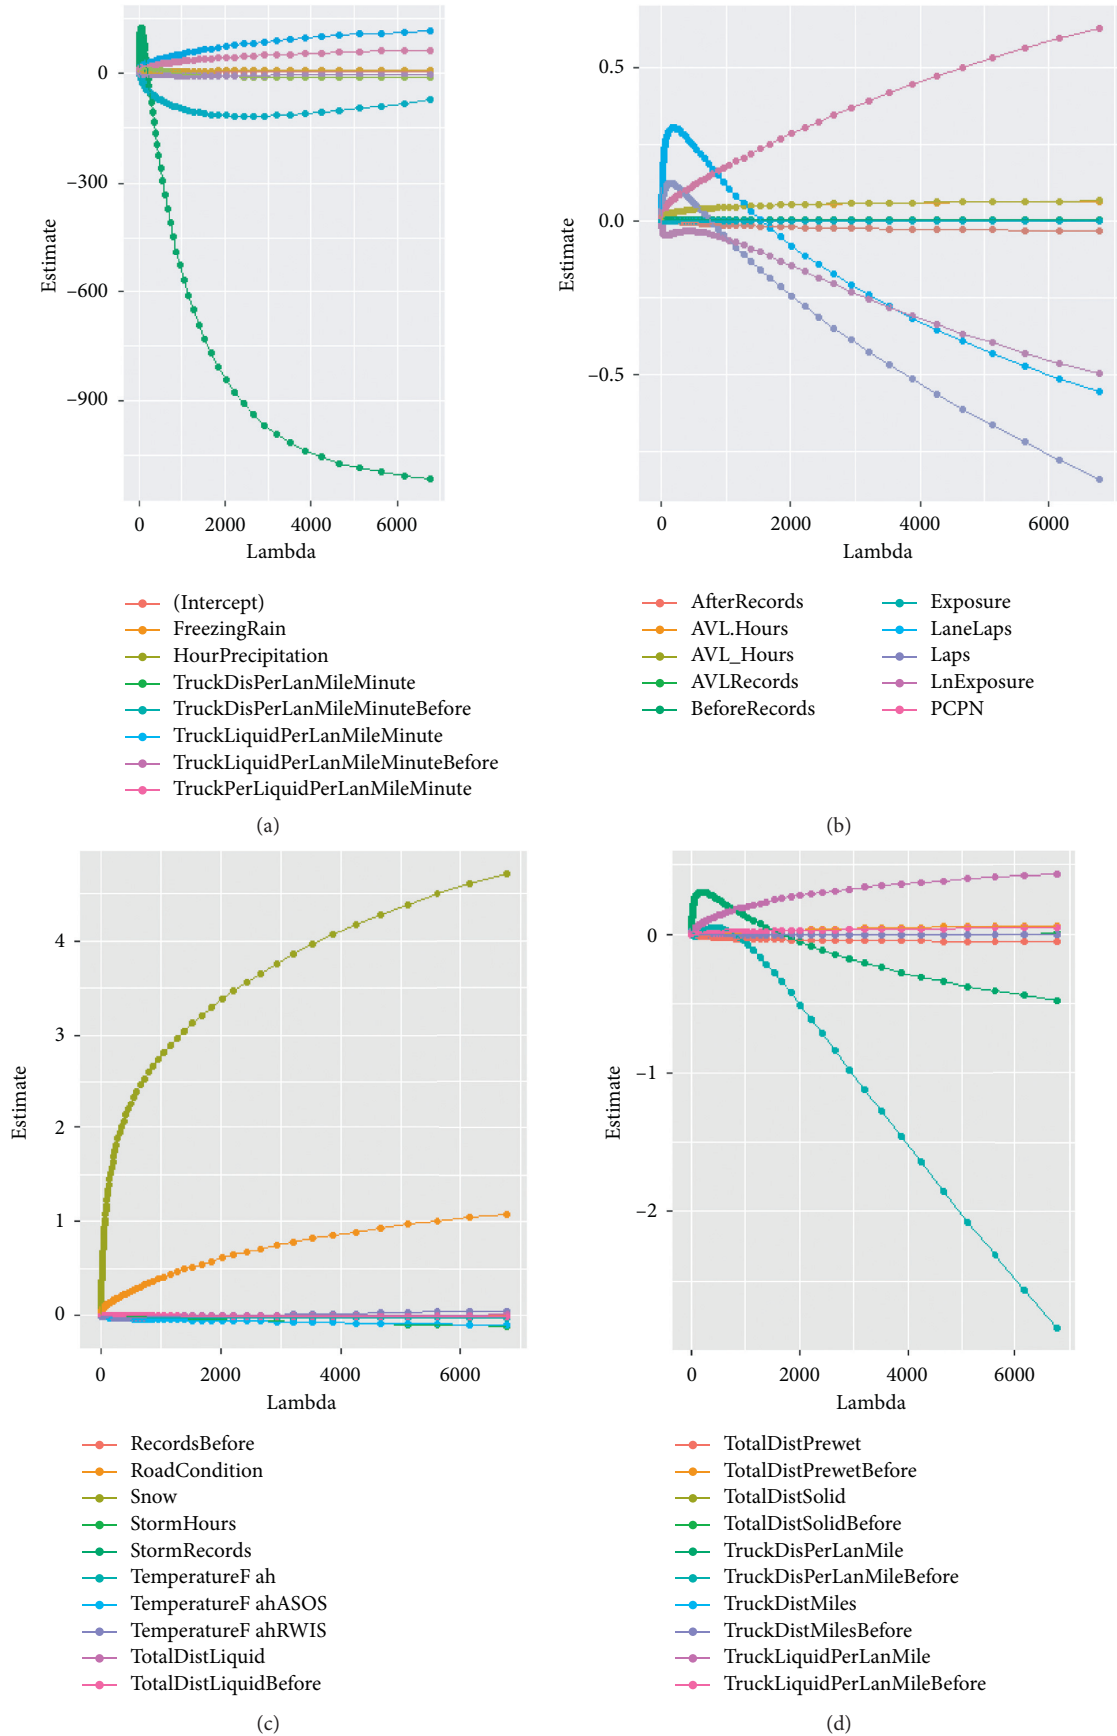 0
−300
−600
−900
Estimate
0
2000
4000
6000
Lambda
(Intercept)
FreezingRain
HourPrecipitation
TruckDisPerLanMileMinute
TruckDisPerLanMileMinuteBefore
TruckLiquidPerLanMileMinute
TruckLiquidPerLanMileMinuteBefore
TruckPerLiquidPerLanMileMinute
(a)
0.5
0.0
−0.5
Estimate
0
2000
4000
6000
Lambda
AfterRecords
AVL.Hours
AVL_Hours
AVLRecords
BeforeRecords
Exposure
LaneLaps
Laps
LnExposure
PCPN
(b)
4
3
2
1
0
Estimate
0
2000
4000
6000
Lambda
RecordsBefore
RoadCondition
Snow
StormHours
StormRecords
TemperatureF ah
TemperatureF ahASOS
TemperatureF ahRWIS
TotalDistLiquid
TotalDistLiquidBefore
(c)
0
−1
−2
Estimate
0
2000
4000
6000
Lambda
TotalDistPrewet
TotalDistPrewetBefore
TotalDistSolid
TotalDistSolidBefore
TruckDisPerLanMile
TruckDisPerLanMileBefore
TruckDistMiles
TruckDistMilesBefore
TruckLiquidPerLanMile
TruckLiquidPerLanMileBefore
(d)